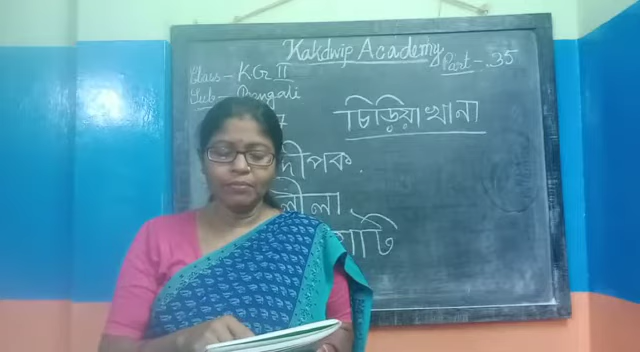 Kakdwip Academy
Part - 35
Class - KG II
Sub - Bengali
চিড়িয়াখানা
দীপক.
লীলা